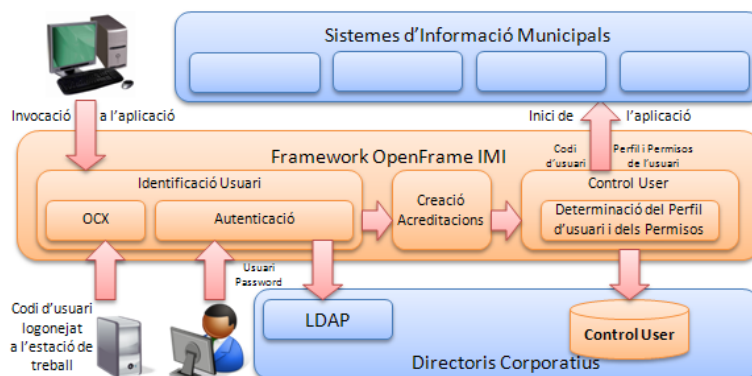 Sistemes d'Informació Municipals
Invocació a l'aplicació
Inici de l'aplicació
Codi d'usuari
Perfil i Permisos de l'usuari
Framework OpenFrame IMI
Identificació Usuari
OCX
Autenticació
Creació
Acreditacions
Control User
Determinació del Perfil
d'usuari i dels Permisos
Usuari
Password
Codi d'usuari
logonejat
a l'estació de
treball
LDAP
Control User
Directoris Corporatius